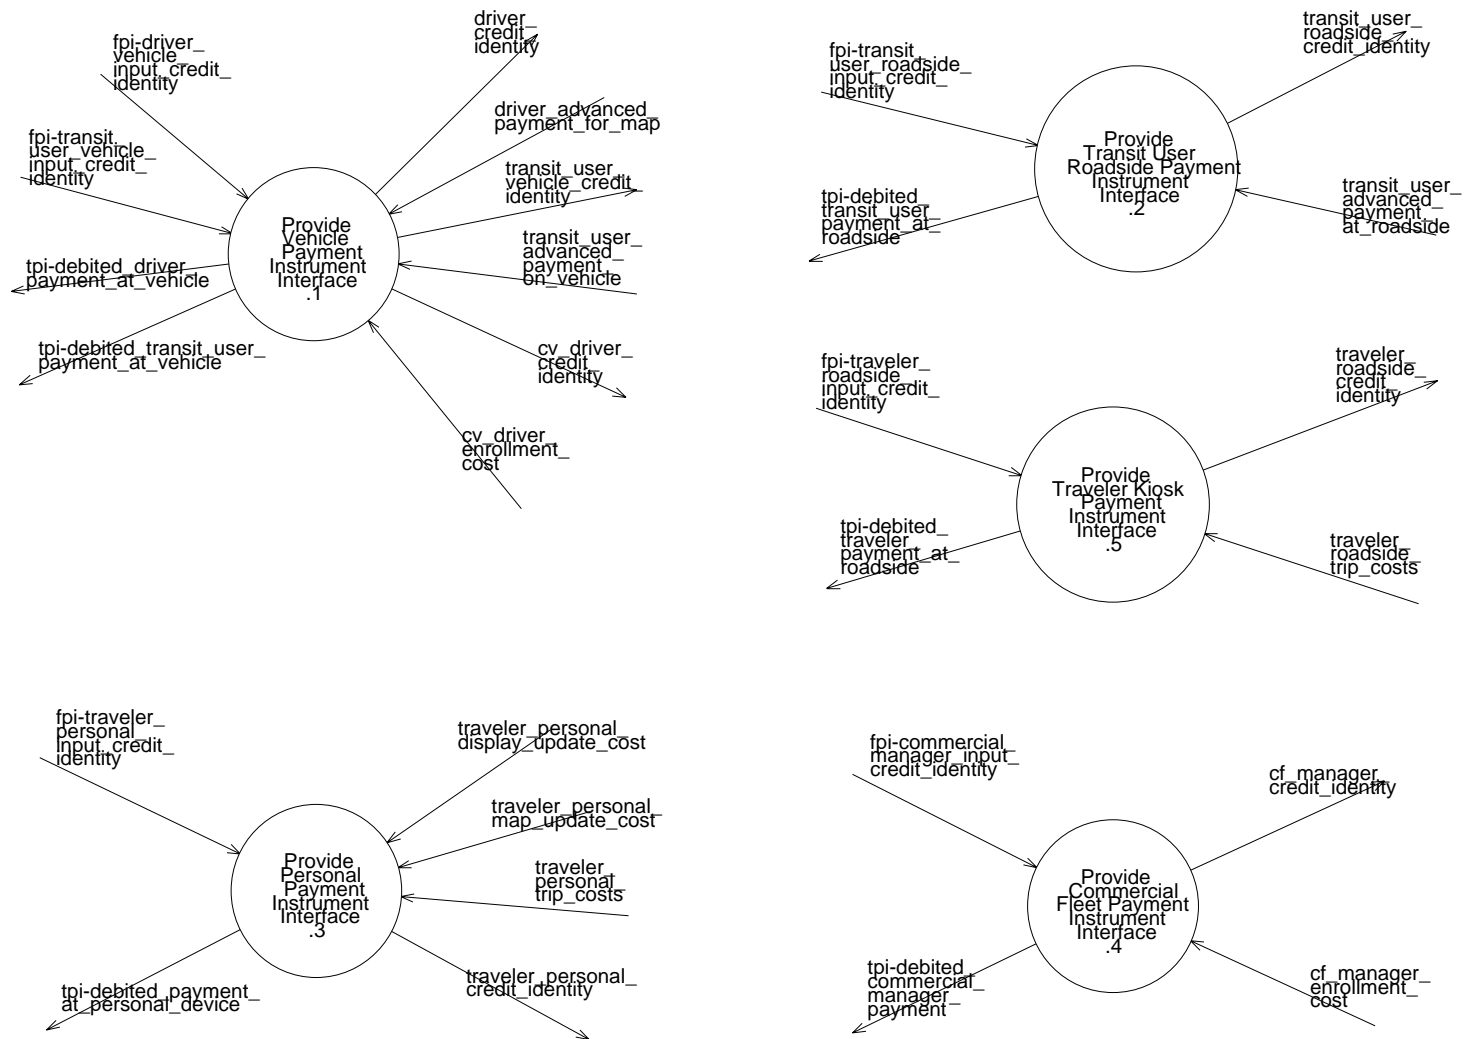 fpi-driver_
vehicle_
input_credit_
identity
driver_
credit_
identity
driver_advanced_
payment_for_map
fpi-transit_
user_vehicle_
input_credit_
identity
transit_user_
vehicle_credit_
identity
Provide
Vehicle
Payment
Instrument
Interface
.1
transit_user_
advanced_
payment_
on_vehicle
tpi-debited_driver_
payment_at_vehicle
tpi-debited_transit_user_
payment_at_vehicle
cv_driver_
credit_
identity
cv_driver_
enrollment_
cost
fpi-transit_
user_roadside_
input_credit_
identity
transit_user_
roadside_
credit_identity
Provide
Transit User
Roadside Payment
Instrument
Interface
.2
tpi-debited_
transit_user_
payment_at_
roadside
transit_user_
advanced_
payment_
at_roadside
fpi-traveler_
roadside_
input_credit_
identity
traveler_
roadside_
credit_
identity
Provide
Traveler Kiosk
Payment
Instrument
Interface
.5
tpi-debited_
traveler_
payment_at_
roadside
traveler_
roadside_
trip_costs
fpi-traveler_
personal_
input_credit_
identity
traveler_personal_
display_update_cost
traveler_personal_
map_update_cost
traveler_
personal_
trip_costs
Provide
Personal
Payment
Instrument
Interface
.3
tpi-debited_payment_
at_personal_device
traveler_personal_
credit_identity
fpi-commercial_
manager_input_
credit_identity
cf_manager_
credit_identity
Provide
Commercial
Fleet Payment
Instrument
Interface
.4
tpi-debited_
commercial_
manager_
payment
cf_manager_
enrollment_
cost